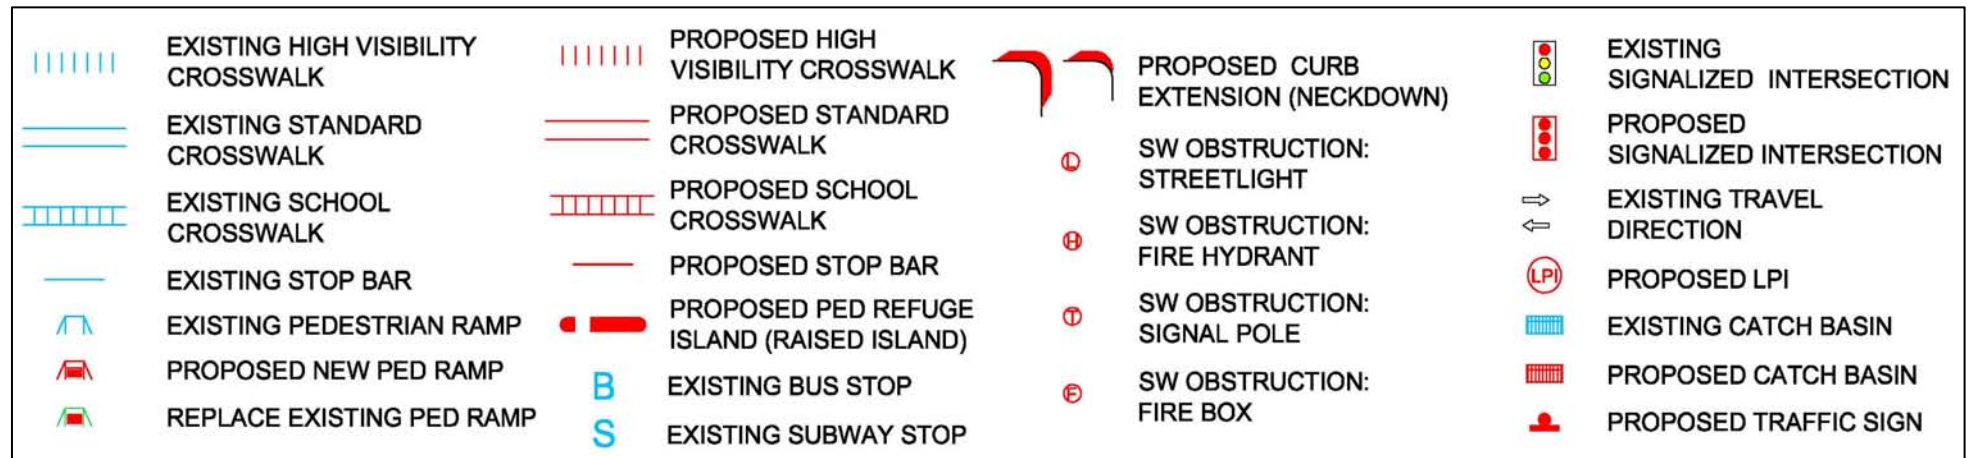 EXISTING HIGH VISIBILITY
CROSSWALK
EXISTING STANDARD
CROSSWALK
EXISTING SCHOOL
CROSSWALK
EXISTING STOP BAR
EXISTING PEDESTRIAN RAMP
PROPOSED NEW PED RAMP
REPLACE EXISTING PED RAMP
PROPOSED HIGH
VISIBILITY CROSSWALK
PROPOSED STANDARD
CROSSWALK
PROPOSED SCHOOL
CROSSWALK
PROPOSED STOP BAR
PROPOSED PED REFUGE
ISLAND (RAISED ISLAND)
B EXISTING BUS STOP
S EXISTING SUBWAY STOP
PROPOSED CURB
EXTENSION (NECKDOWN)
L SW OBSTRUCTION:
STREETLIGHT
H SW OBSTRUCTION:
FIRE HYDRANT
T SW OBSTRUCTION:
SIGNAL POLE
F SW OBSTRUCTION:
FIRE BOX
EXISTING
SIGNALIZED INTERSECTION
PROPOSED
SIGNALIZED INTERSECTION
EXISTING TRAVEL
DIRECTION
LPI PROPOSED LPI
EXISTING CATCH BASIN
PROPOSED CATCH BASIN
PROPOSED TRAFFIC SIGN